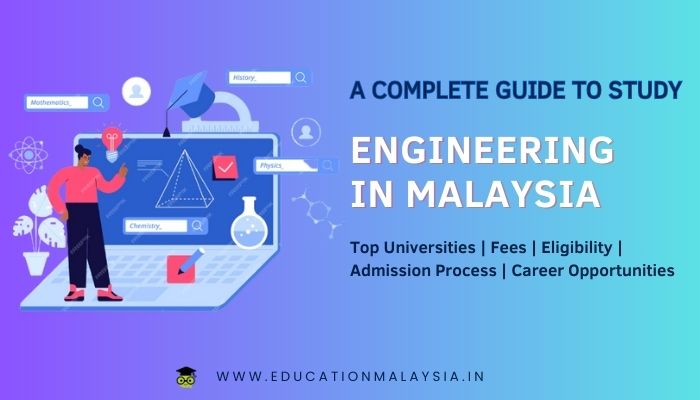 A COMPLETE GUIDE TO STUDY
ENGINEERING
IN MALAYSIA
Top Universities | Fees | Eligibility |
Admission Process | Career Opportunities
History_
Mathematics_
Physics_
Chemistry_
WWW.EDUCATIONMALAYSIA.IN